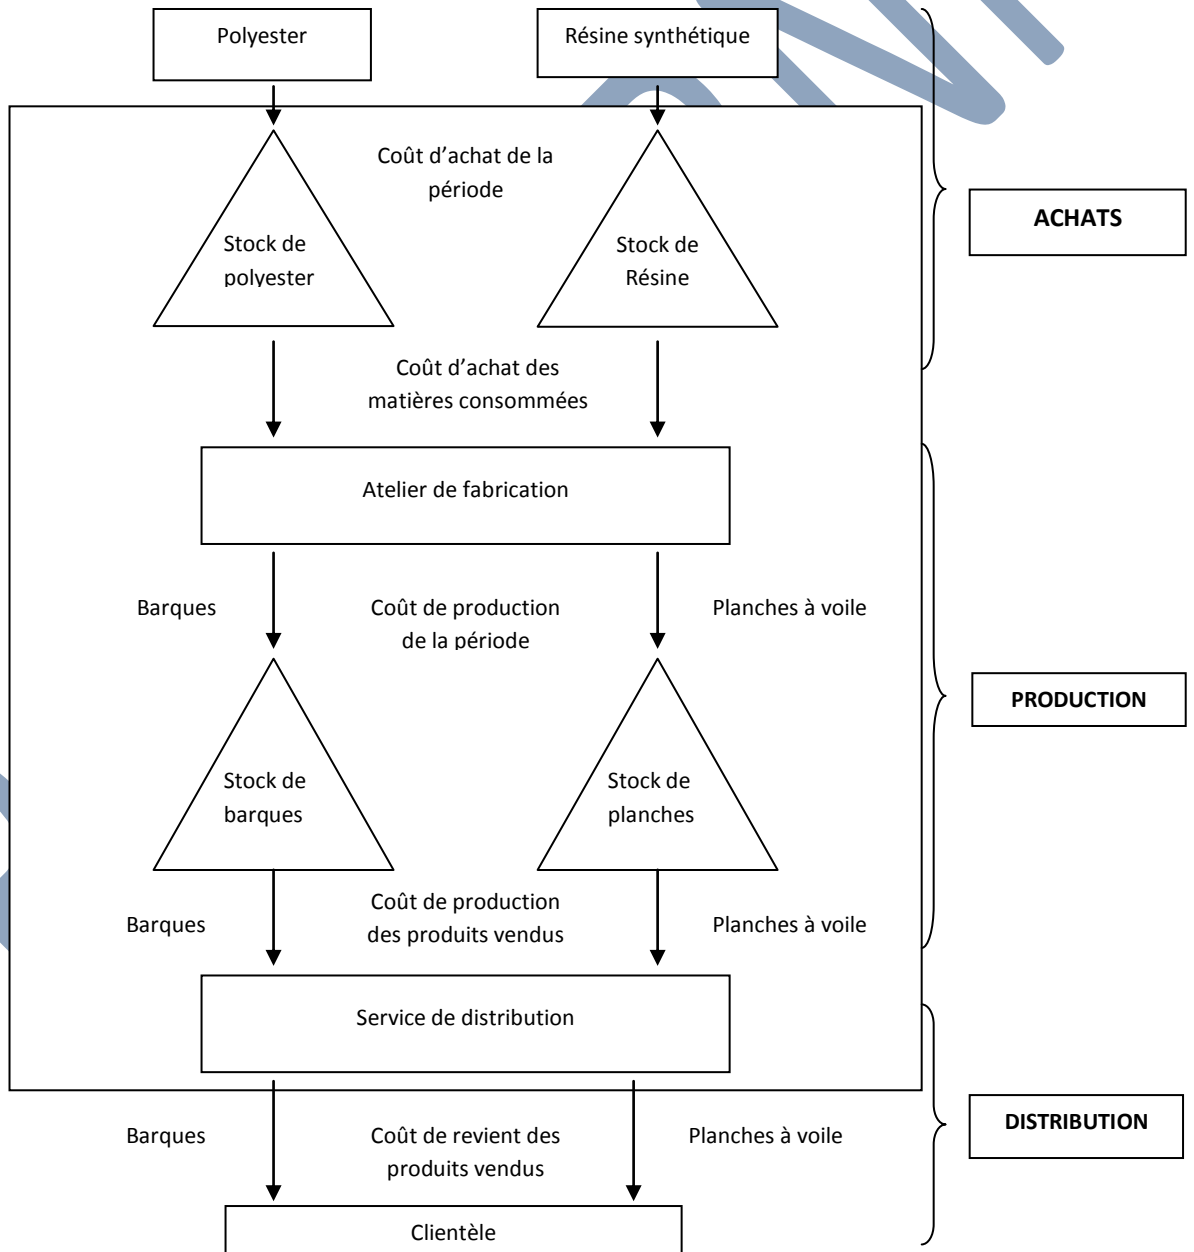 Polyester
Résine synthétique
Coût d’achat de la
période
ACHATS
Stock de
polyester
Stock de
Résine
Coût d’achat des
matières consommées
Atelier de fabrication
Barques
Coût de production
de la période
Planches à voile
PRODUCTION
Stock de
barques
Stock de
planches
Barques
Coût de production
des produits vendus
Planches à voile
Service de distribution
Barques
Coût de revient des
produits vendus
Planches à voile
DISTRIBUTION
Clientèle